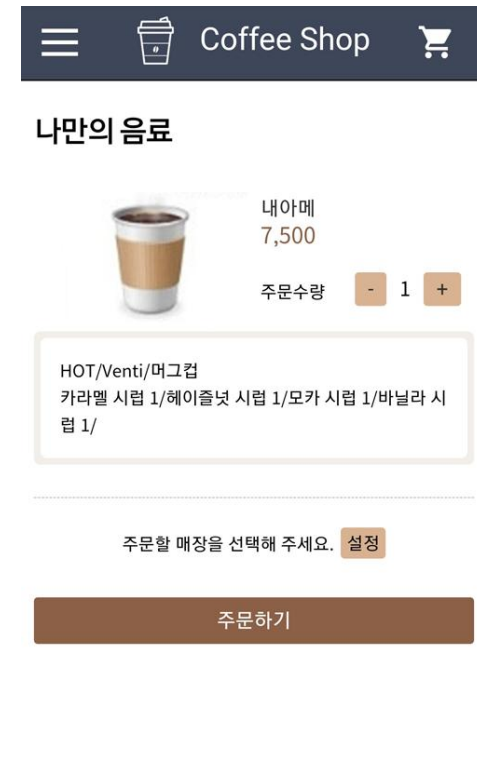 Coffee Shop
나만의 음료
내아메
7,500
주문수량 - 1 +
HOT/Venti/머그컵
카라멜 시럽 1/헤이즐넛 시럽 1/모카 시럽 1/바닐라 시
럽 1/
주문할 매장을 선택해 주세요. 설정
주문하기